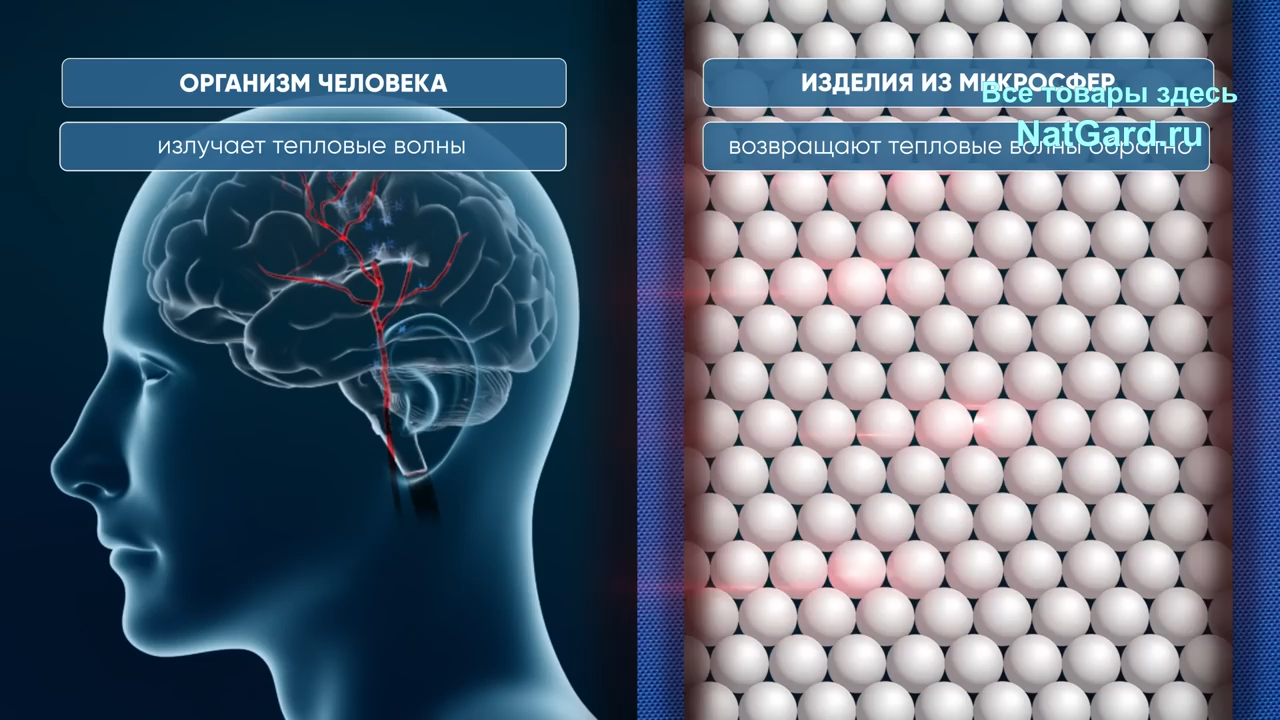 ОРГАНИЗМ ЧЕЛОВЕКА
излучает тепловые волны
ИЗДЕЛИЯ ИЗ МИКРОСФЕР
Все товары здесь
NatGard.ru
возвращают тепловые волны обратно